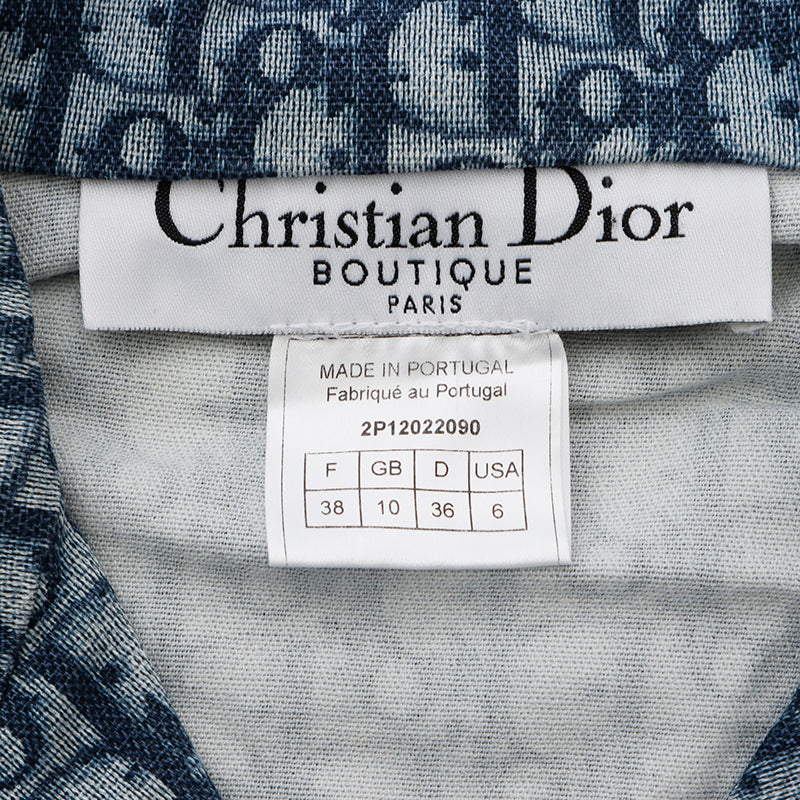 Christian Dior
BOUTIQUE
PARIS
MADE IN PORTUGAL
Fabriqué au Portugal
2P12022090
F GB D USA
38 10 36 6